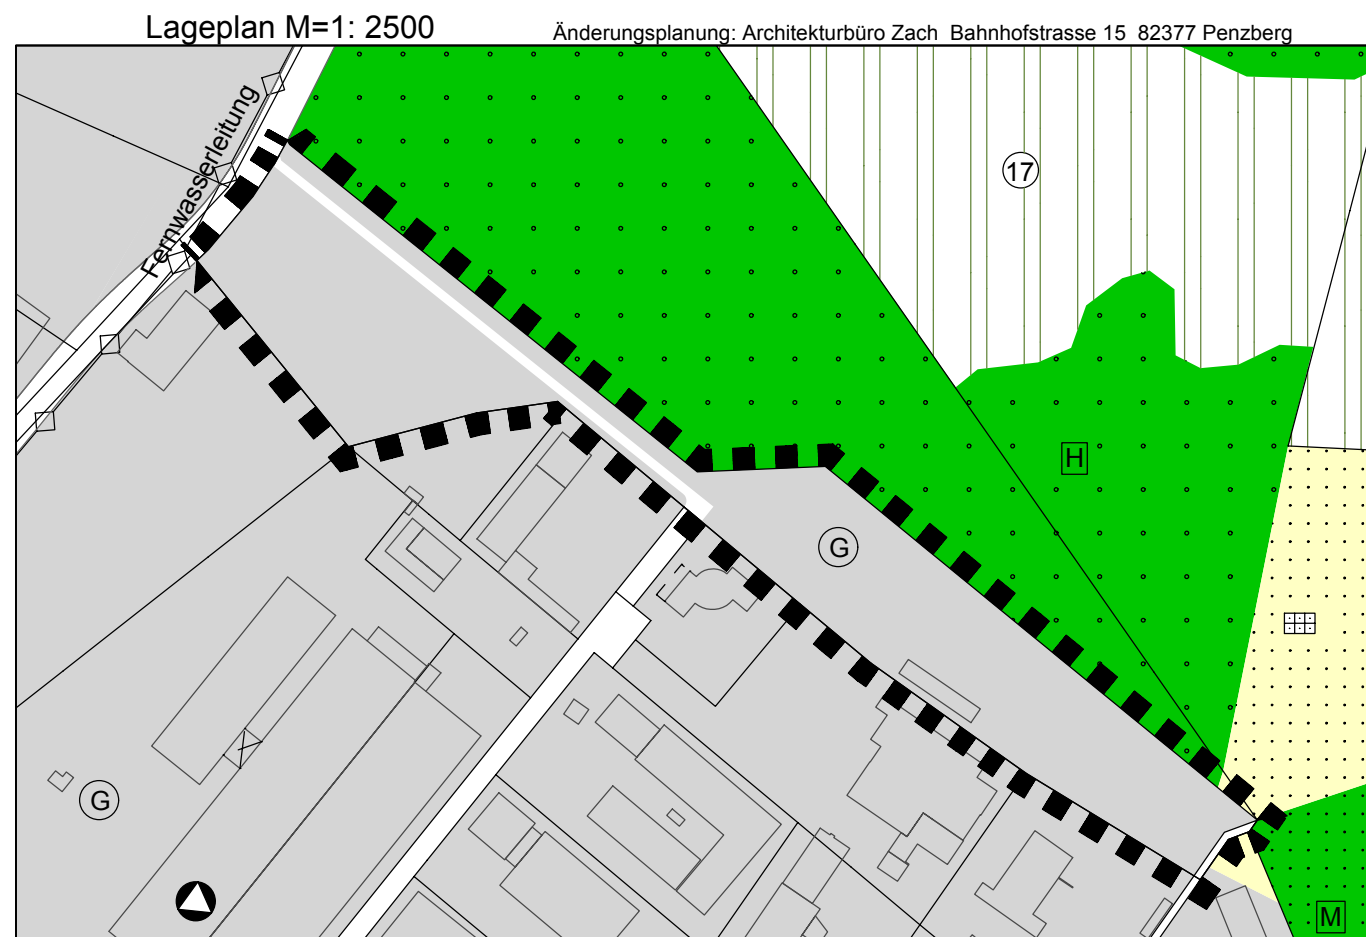 Lageplan M=1: 2500
Änderungsplanung: Architekturbüro Zach Bahnhofstrasse 15 82377 Penzberg
Fernwasserleitung
17
H
G
G
M